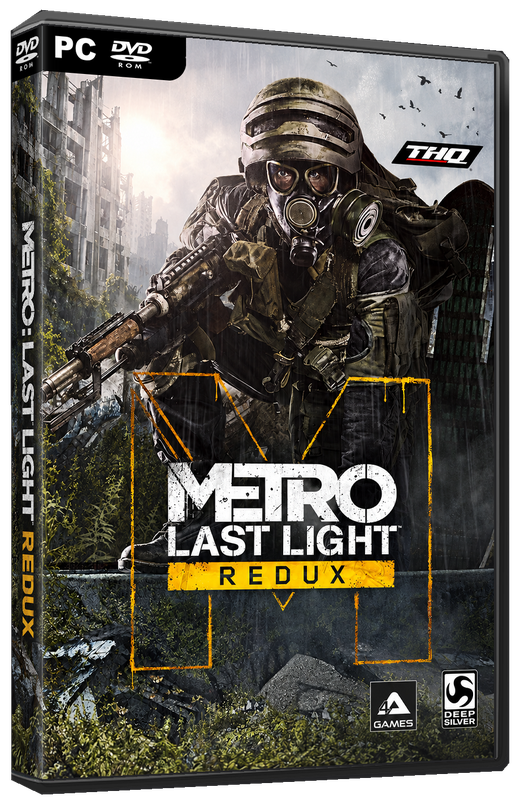 DVD
ROM
PC DVD
ROM
THQ
METRO: LAST LIGHT REDUX
METRO
LAST LIGHT™
REDUX
4A
GAMES
DEEP
SILVER